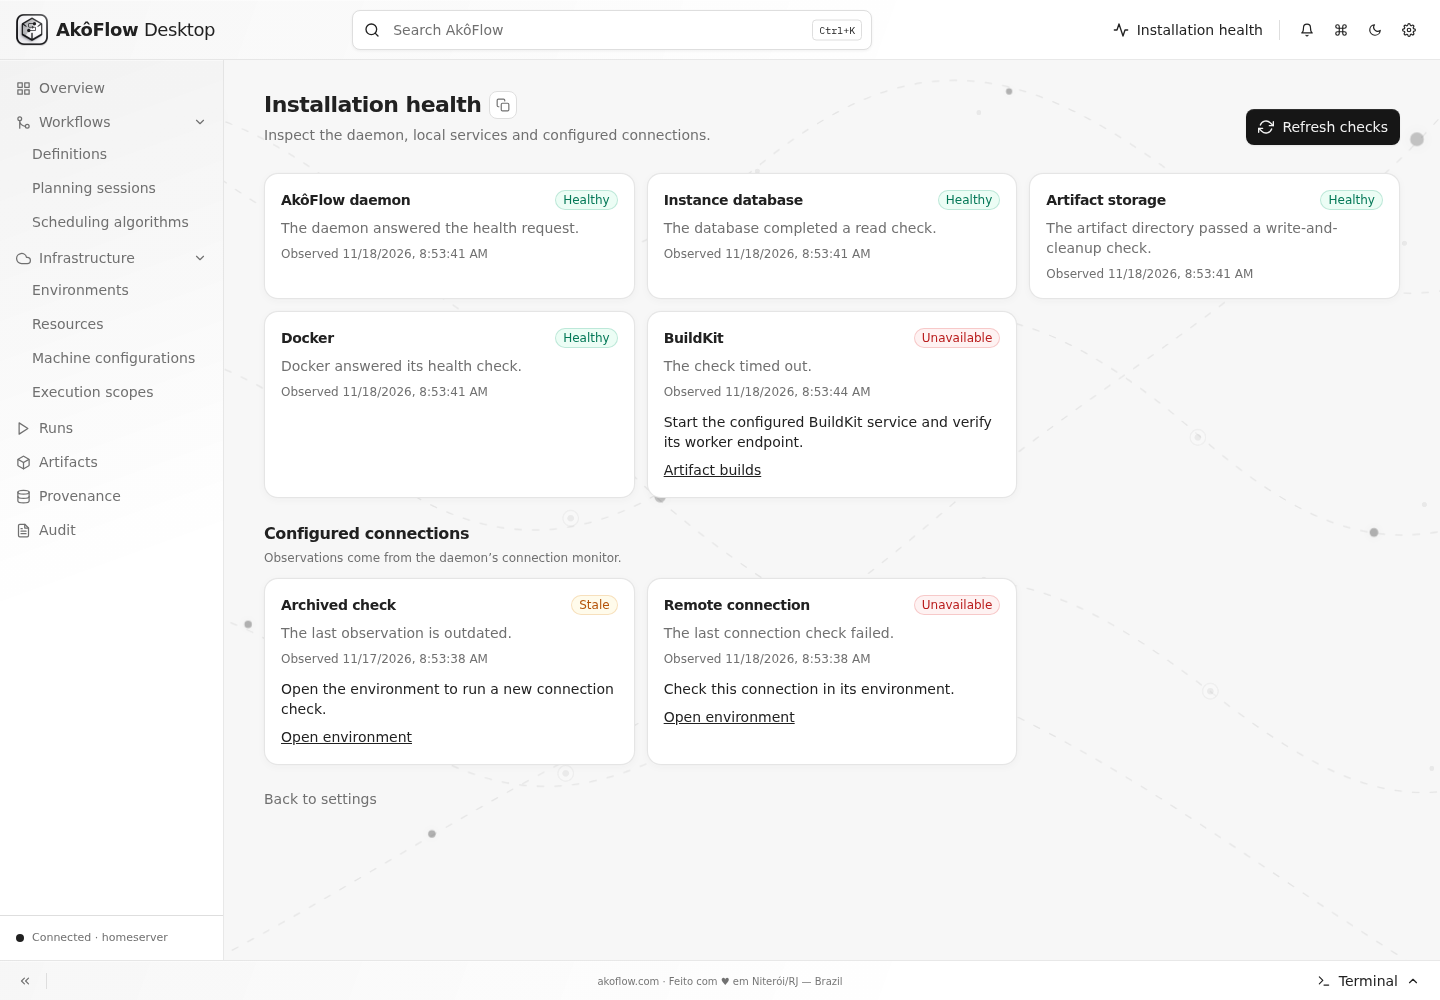 AkôFlow Desktop
Search AkôFlow
Ctrl+K
Installation health
Overview
Workflows
Definitions
Planning sessions
Scheduling algorithms
Infrastructure
Environments
Resources
Machine configurations
Execution scopes
Runs
Artifacts
Provenance
Audit
Connected · homeserver
Installation health
Inspect the daemon, local services and configured connections.
Refresh checks
AkôFlow daemon
Healthy
The daemon answered the health request.
Observed 11/18/2026, 8:53:41 AM
Instance database
Healthy
The database completed a read check.
Observed 11/18/2026, 8:53:41 AM
Artifact storage
Healthy
The artifact directory passed a write-and-
cleanup check.
Observed 11/18/2026, 8:53:41 AM
Docker
Healthy
Docker answered its health check.
Observed 11/18/2026, 8:53:41 AM
BuildKit
Unavailable
The check timed out.
Observed 11/18/2026, 8:53:44 AM
Start the configured BuildKit service and verify
its worker endpoint.
Artifact builds
Configured connections
Observations come from the daemon’s connection monitor.
Archived check
Stale
The last observation is outdated.
Observed 11/17/2026, 8:53:38 AM
Open the environment to run a new connection
check.
Open environment
Remote connection
Unavailable
The last connection check failed.
Observed 11/18/2026, 8:53:38 AM
Check this connection in its environment.
Open environment
Back to settings
akoflow.com · Feito com ♥ em Niterói/RJ — Brazil
Terminal